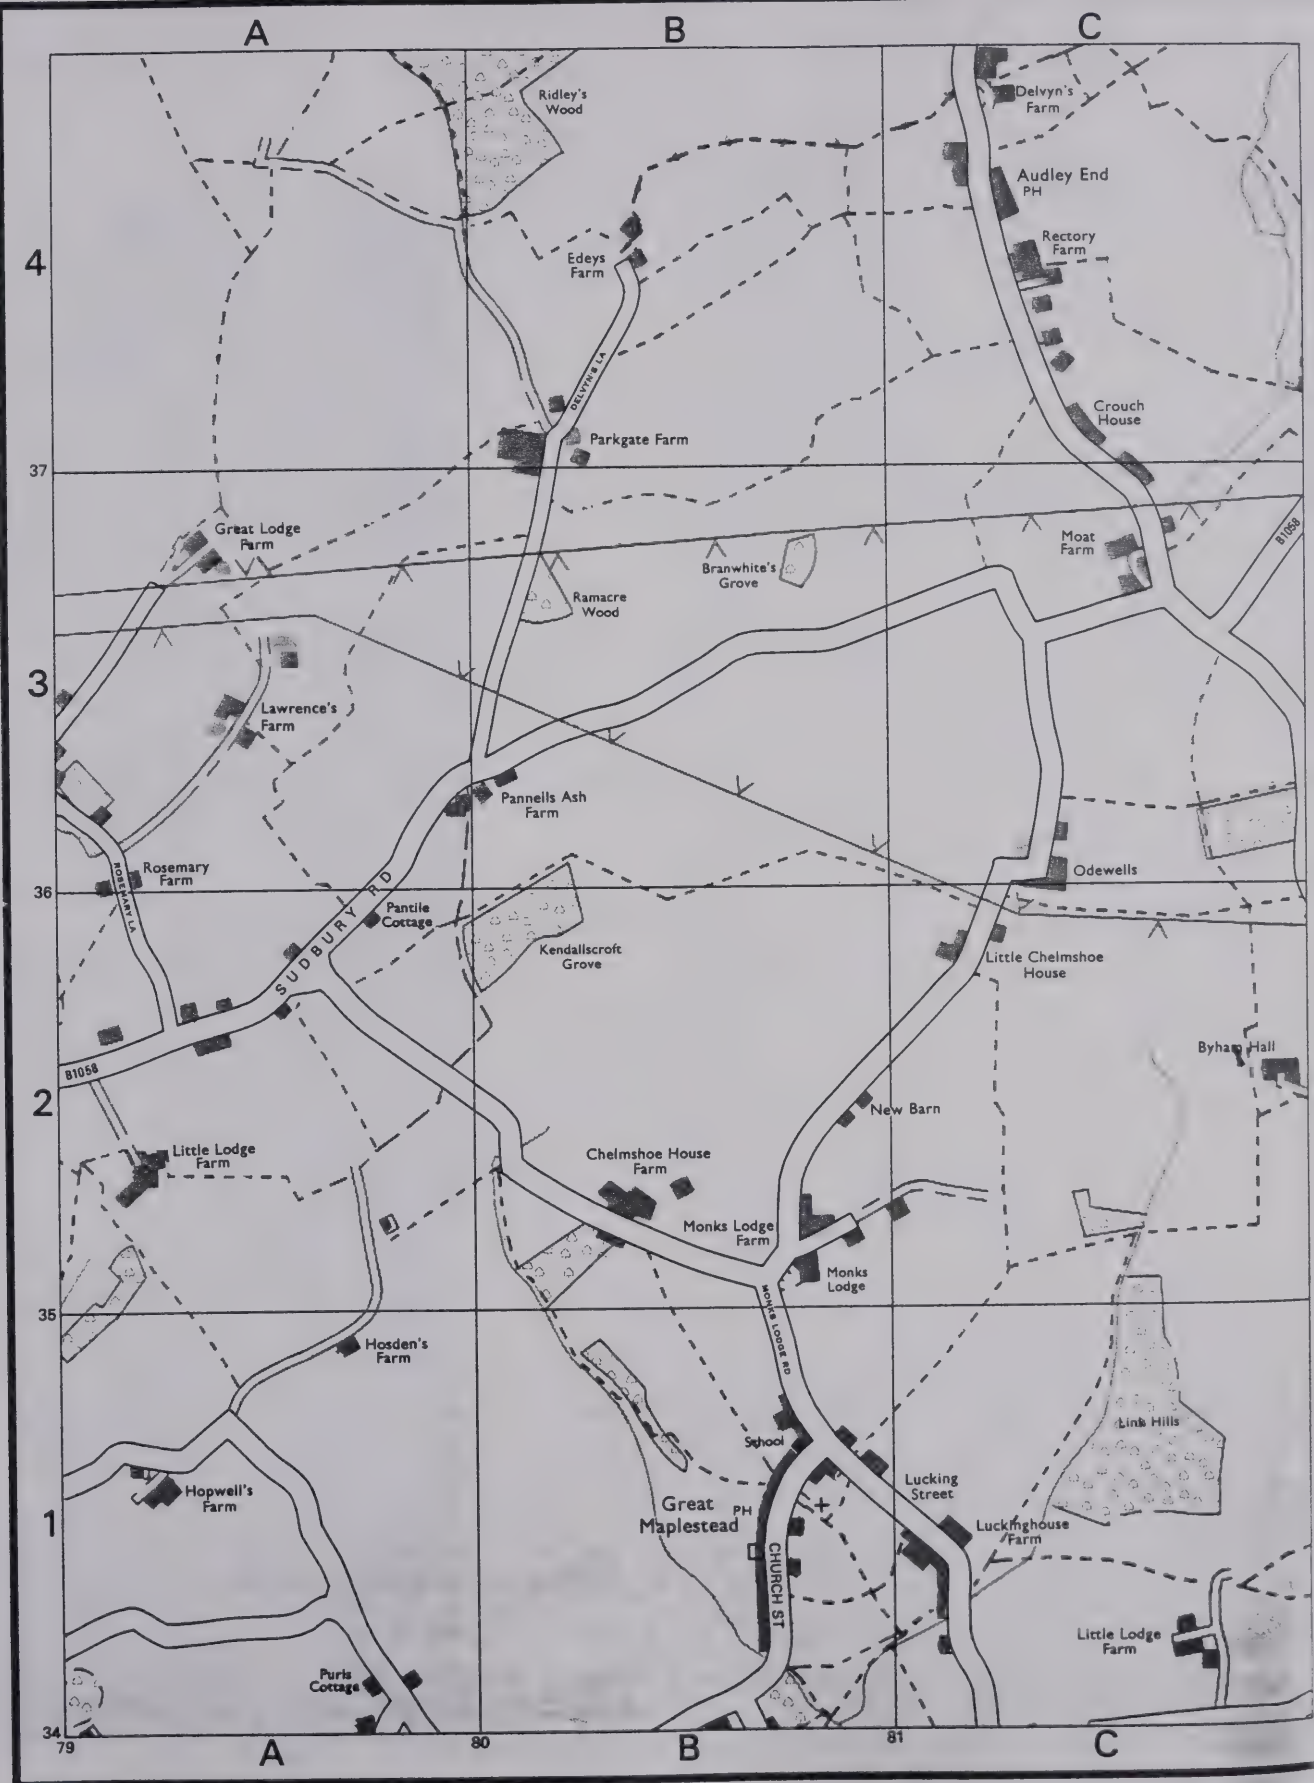 A
B
C
Ridley's
Wood
Delvyn's
Farm
Audley End
PH
Rectory
Farm
4
Edeys
Farm
DELVYN'S LA
Crouch
House
Parkgate Farm
37
Great Lodge
Farm
Moat
Farm
B1058
Branwhite's
Grove
Ramacre
Wood
3
Lawrence's
Farm
Pannells Ash
Farm
Rosemary
Farm
ROSEMARY LA
Odewells
36
SUDBURY RD
Pantile
Cottage
Kendallscroft
Grove
Little Chelmshoe
House
Byham Hall
B1058
2
New Barn
Little Lodge
Farm
Chelmshoe House
Farm
Monks Lodge
Farm
Monks
Lodge
35
MONKS LODGE RD
Hosden's
Farm
Link Hills
School
Lucking
Street
Hopwell's
Farm
Great
Maplestead
PH
1
Luckinghouse
Farm
CHURCH ST
Little Lodge
Farm
Purls
Cottage
34
79
A
80
B
81
C